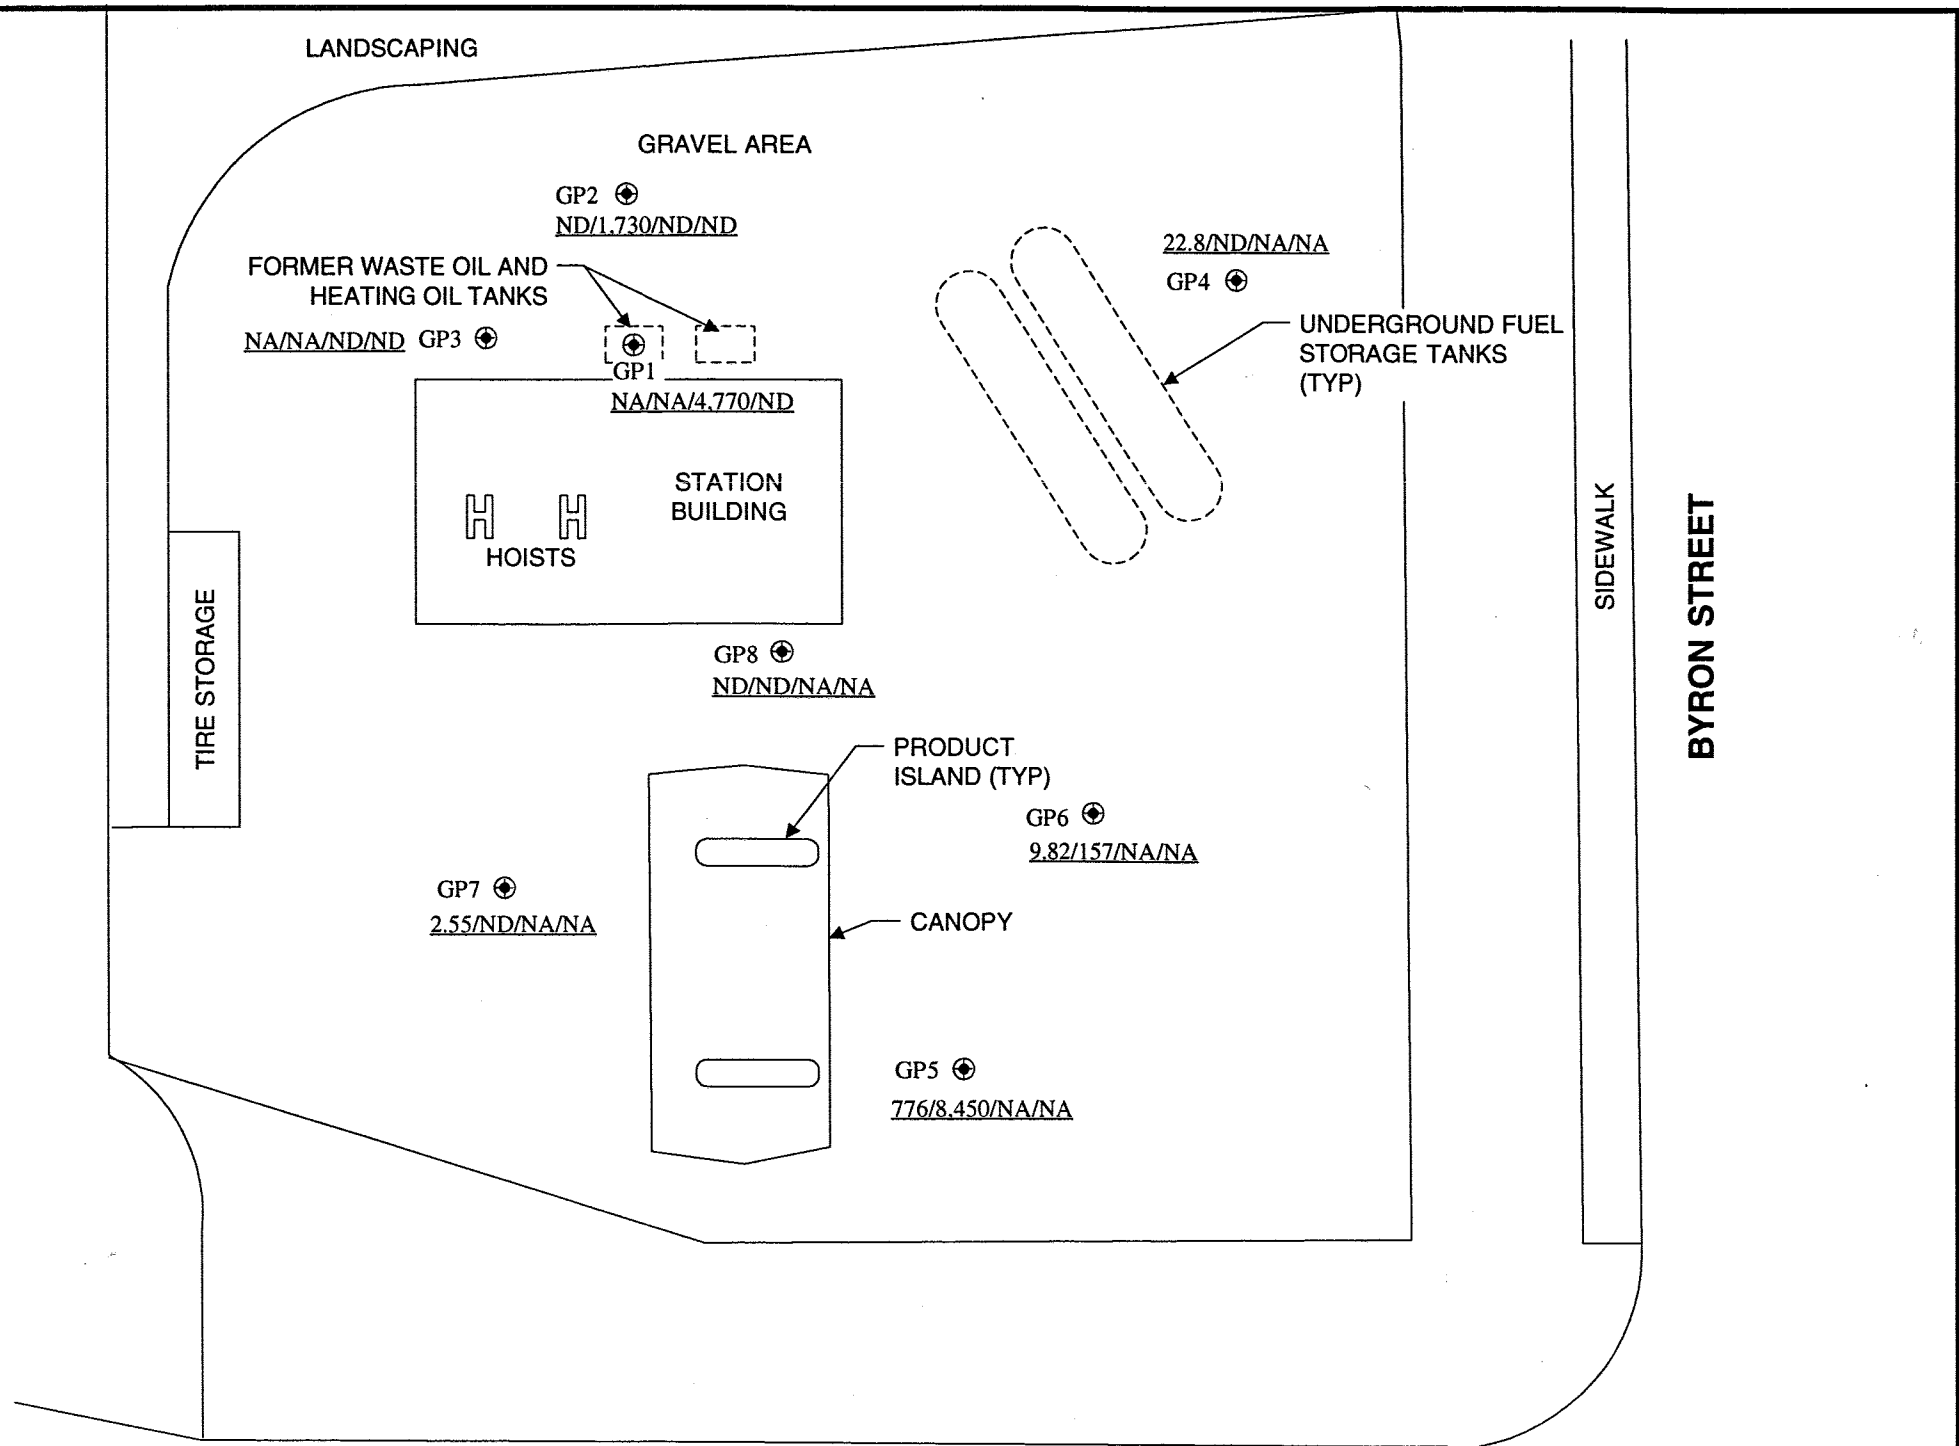 LANDSCAPING
GRAVEL AREA
GP2
ND/1,730/ND/ND
22.8/ND/NA/NA
GP4
FORMER WASTE OIL AND
HEATING OIL TANKS
NA/NA/ND/ND GP3
GP1
NA/NA/4,770/ND
UNDERGROUND FUEL
STORAGE TANKS
(TYP)
STATION
BUILDING
HOISTS
TIRE STORAGE
SIDEWALK
BYRON STREET
GP8
ND/ND/NA/NA
PRODUCT
ISLAND (TYP)
GP6
9.82/157/NA/NA
GP7
2.55/ND/NA/NA
CANOPY
GP5
776/8,450/NA/NA